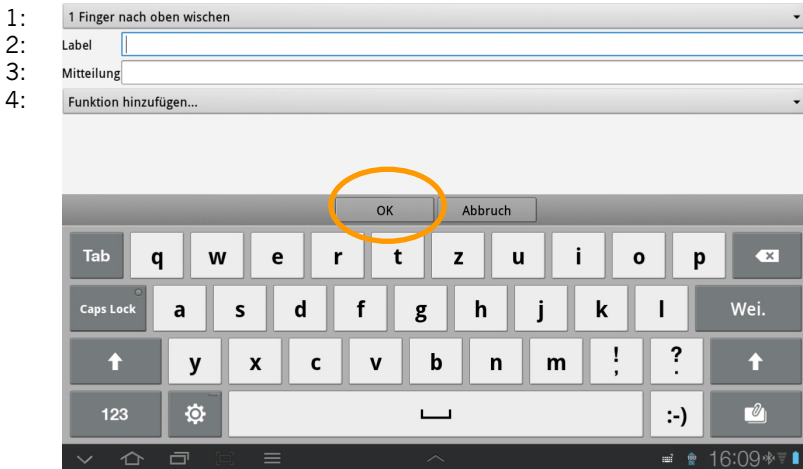 1: 1 Finger nach oben wischen
2: Label
3: Mitteilung
4: Funktion hinzufügen...
OK Abbruch
Tab q w e r t z u i o p
Caps Lock a s d f g h j k l Wei.
y x c v b n m ! , ? .
123 :-)
16:09